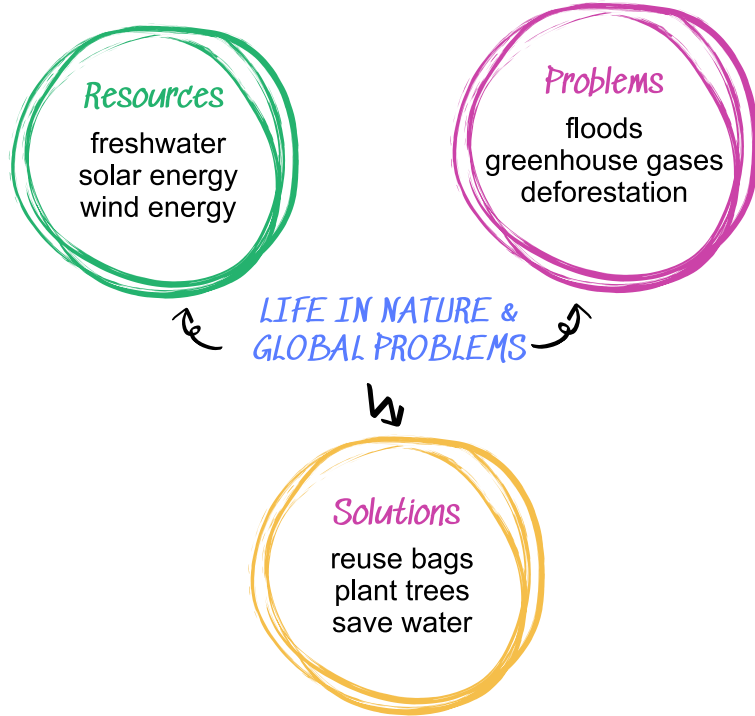 Resources
freshwater
solar energy
wind energy
Problems
floods
greenhouse gases
deforestation
LIFE IN NATURE &
GLOBAL PROBLEMS
Solutions
reuse bags
plant trees
save water